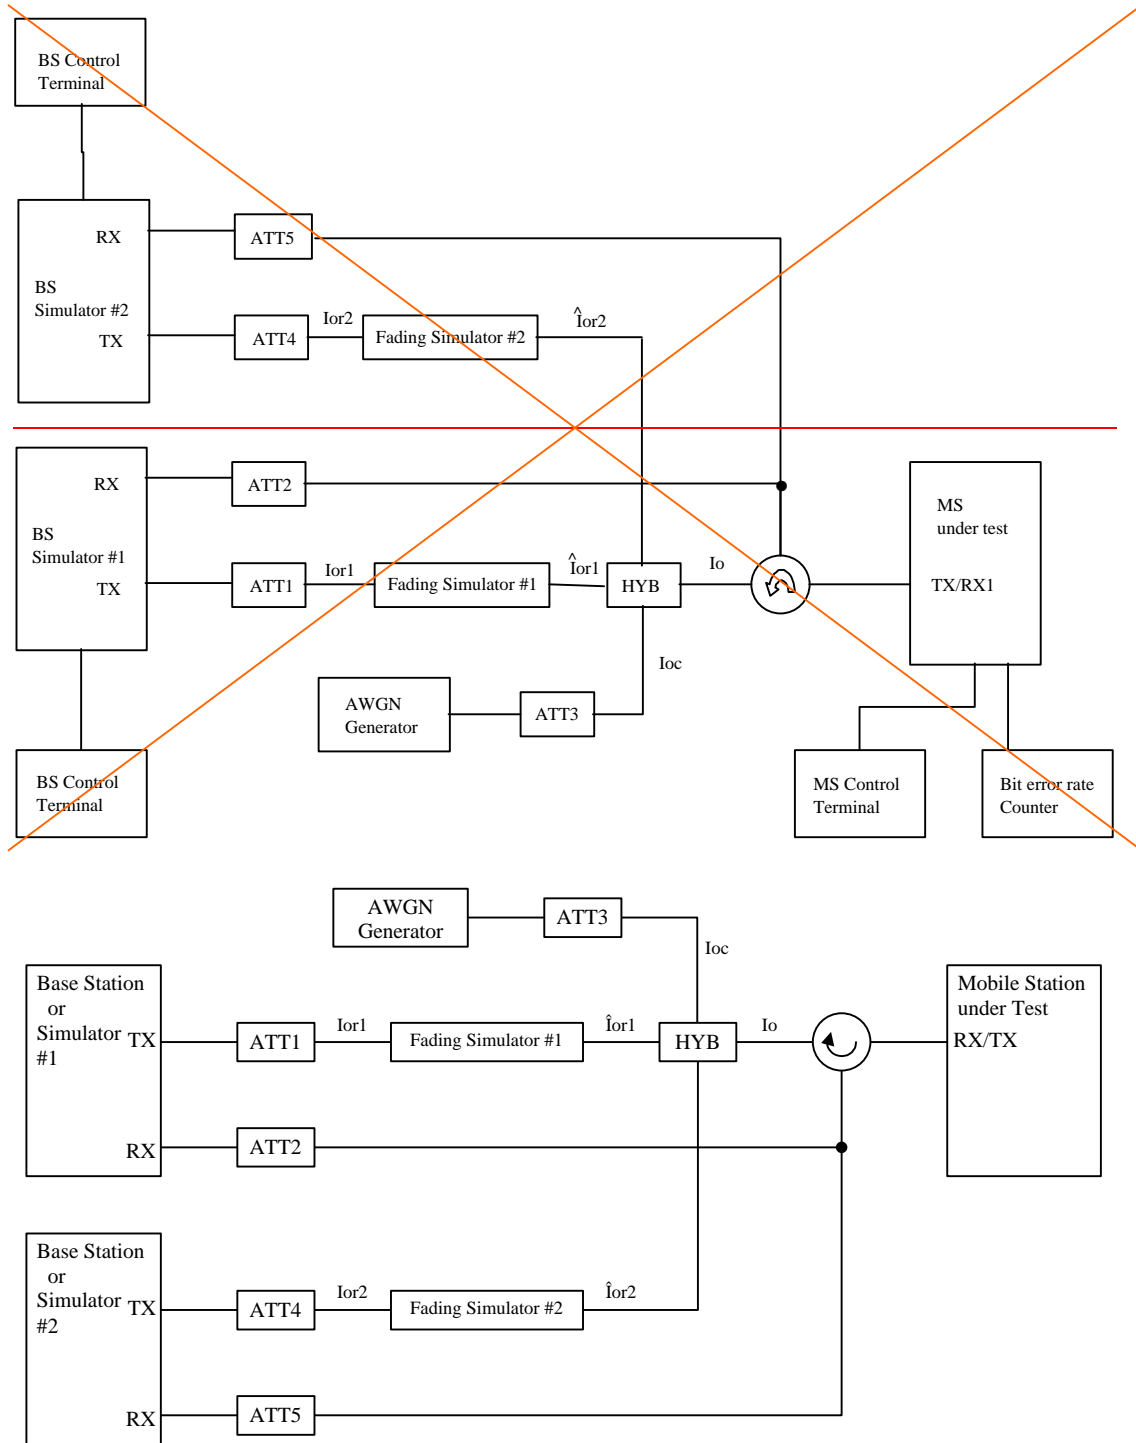 BS Control
Terminal
RX
ATT5
BS
Simulator #2
TX
ATT4
Ior2
Fading Simulator #2
Îor2
RX
ATT2
BS
Simulator #1
TX
ATT1
Ior1
Fading Simulator #1
Îor1
HYB
Io
MS
under test
TX/RX1
Ioc
AWGN
Generator
ATT3
BS Control
Terminal
MS Control
Terminal
Bit error rate
Counter
AWGN
Generator
ATT3
Ioc
Base Station
or
Simulator
#1
TX
ATT1
Ior1
Fading Simulator #1
Îor1
HYB
Io
Mobile Station
under Test
RX/TX
RX
ATT2
Base Station
or
Simulator
#2
TX
ATT4
Ior2
Fading Simulator #2
Îor2
RX
ATT5